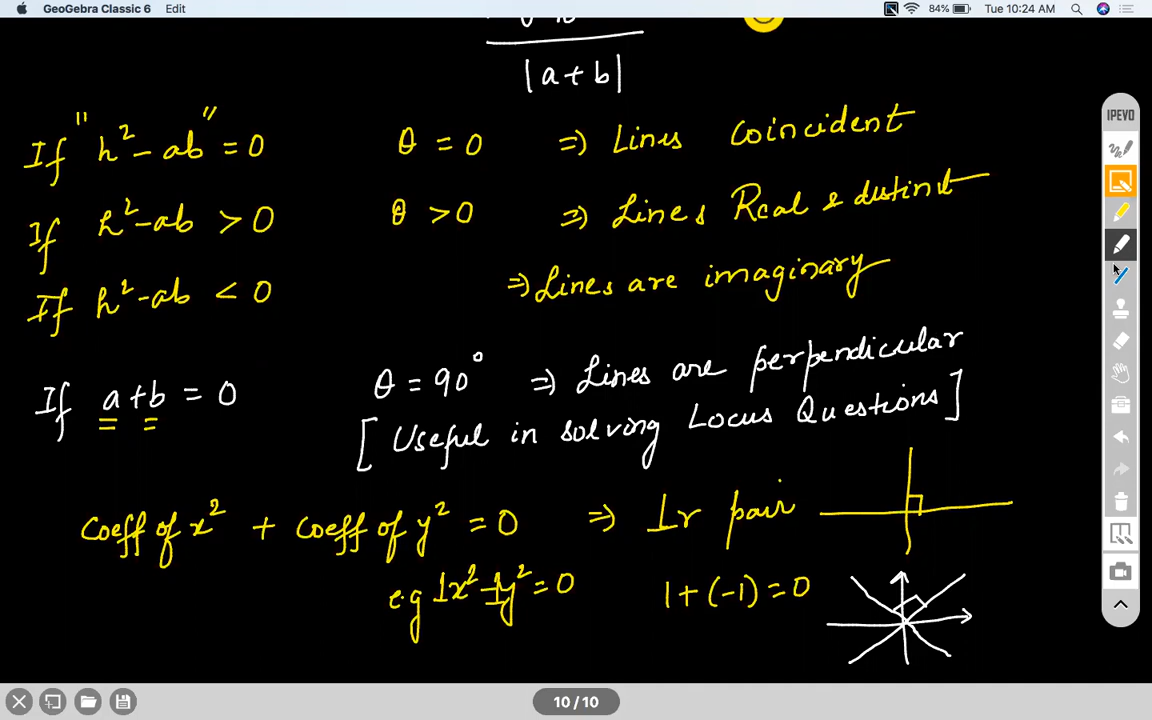 GeoGebra Classic 6 Edit 84% Tue 10:24 AM
|a+b|
IPEVO
If "h²-ab" = 0 θ = 0 ⇒ Lines coincident
If h²-ab > 0 θ > 0 ⇒ Lines Real & distinct
If h²-ab < 0 ⇒ Lines are imaginary
If a+b = 0 θ = 90° ⇒ Lines are perpendicular
[Useful in solving Locus Questions]
Coeff of x² + Coeff of y² = 0 ⇒ ⊥r pair
e.g 1x²-1y² = 0 1+(-1) = 0
10 / 10